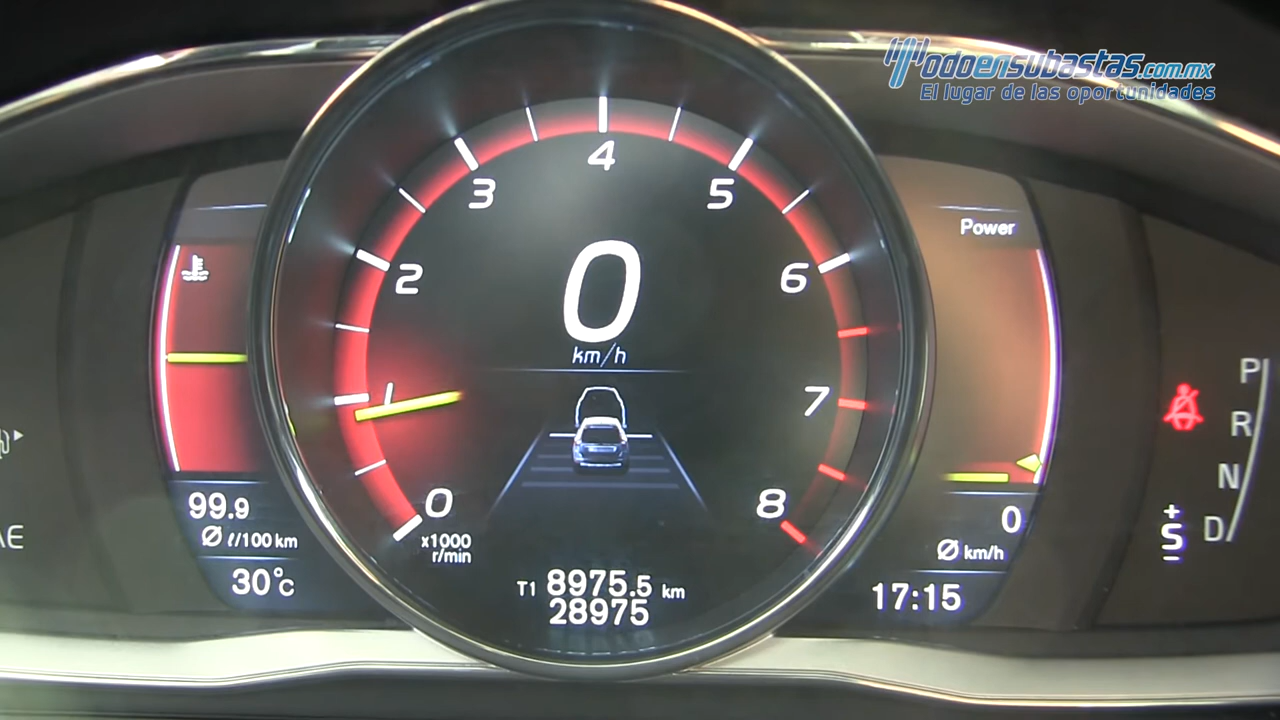 Todoensubastas.com.mx
El lugar de las oportunidades
4
3
5
Power
2
6
0
km/h
1
7
P
R
N
D
+
S
-
99.9
Ø ℓ/100 km
30°c
0
x1000
r/min
8
0
Ø km/h
T1 8975.5 km
28975
17:15